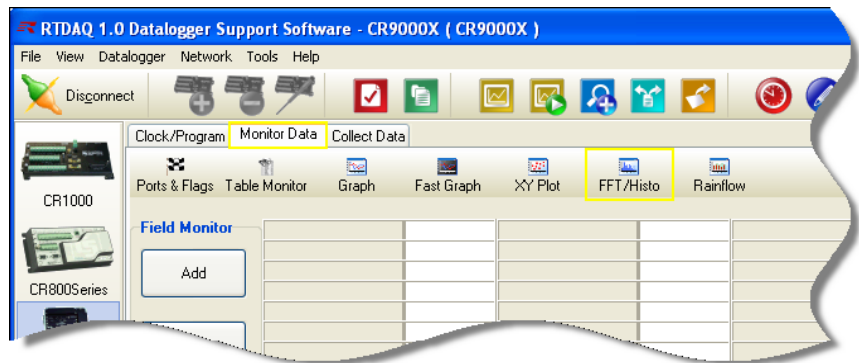 RTDAQ 1.0 Datalogger Support Software - CR9000X ( CR9000X )
File View Datalogger Network Tools Help
Disconnect
Clock/Program Monitor Data Collect Data
Ports & Flags Table Monitor Graph Fast Graph XY Plot FFT/Histo Rainflow
CR1000
Field Monitor
Add
CR800Series